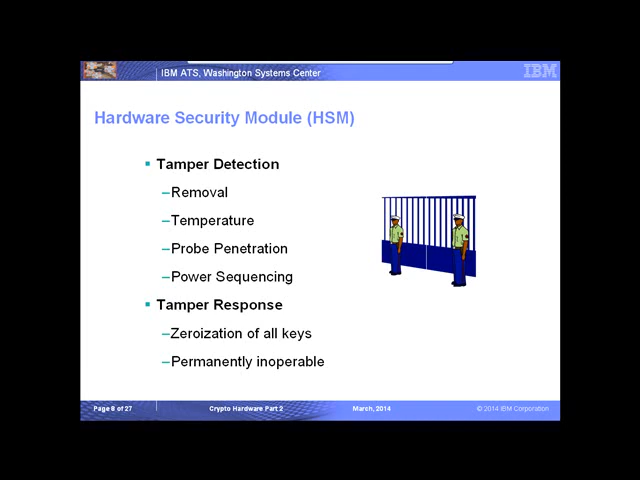 IBM ATS, Washington Systems Center
IBM
Hardware Security Module (HSM)
▪ Tamper Detection
–Removal
–Temperature
–Probe Penetration
–Power Sequencing
▪ Tamper Response
–Zeroization of all keys
–Permanently inoperable
Page 8 of 27 Crypto Hardware Part 2 March, 2014 © 2014 IBM Corporation